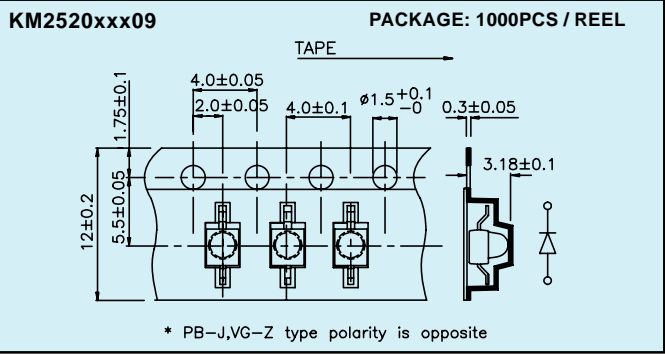 KM2520xxx09
PACKAGE: 1000PCS / REEL
TAPE
4.0±0.05
2.0±0.05
4.0±0.1
ø1.5+0.1
-0
0.3±0.05
1.75±0.1
3.18±0.1
12±0.2
5.5±0.05
* PB-J,VG-Z type polarity is opposite